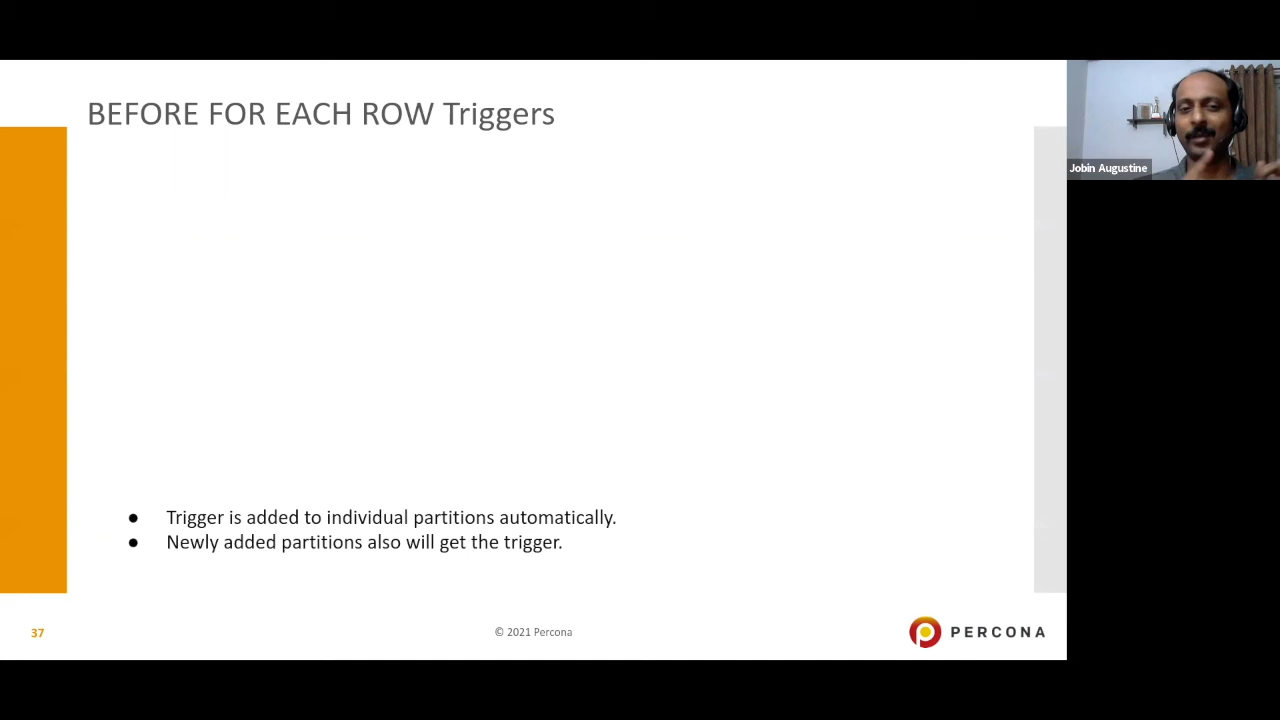 BEFORE FOR EACH ROW Triggers
Jobin Augustine
● Trigger is added to individual partitions automatically.
● Newly added partitions also will get the trigger.
37
© 2021 Percona
PERCONA